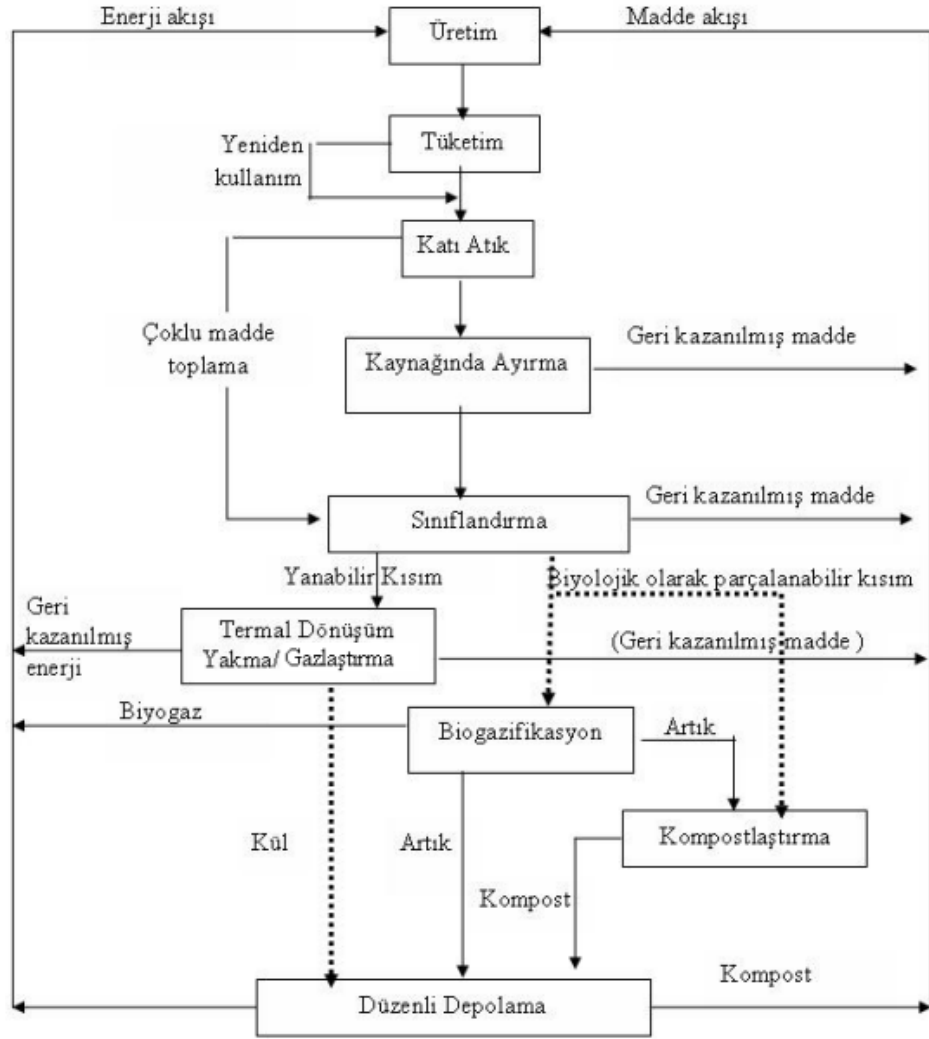 Enerji akışı
Madde akışı
Üretim
Tüketim
Yeniden
kullanım
Katı Atık
Çoklu madde
toplama
Kaynağında Ayırma
Geri kazanılmış madde
Sınıflandırma
Geri kazanılmış madde
Yanabilir Kısım
Biyolojik olarak parçalanabilir kısım
Geri
kazanılmış
enerji
Termal Dönüşüm
Yakma/ Gazlaştırma
(Geri kazanılmış madde )
Biyogaz
Biogazifikasyon
Artık
Kül
Artık
Kompostlaştırma
Kompost
Düzenli Depolama
Kompost